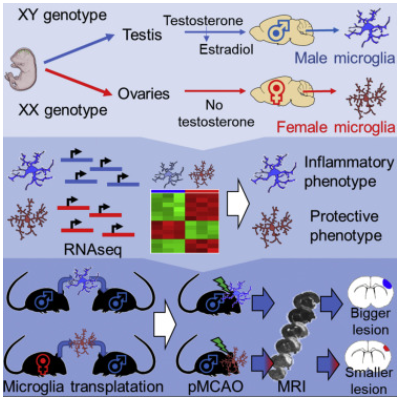 XY genotype
Testis
Testosterone
Estradiol
Male microglia
XX genotype
Ovaries
No
testosterone
Female microglia
RNAseq
Inflammatory
phenotype
Protective
phenotype
Microglia transplatation
pMCAO
MRI
Bigger
lesion
Smaller
lesion